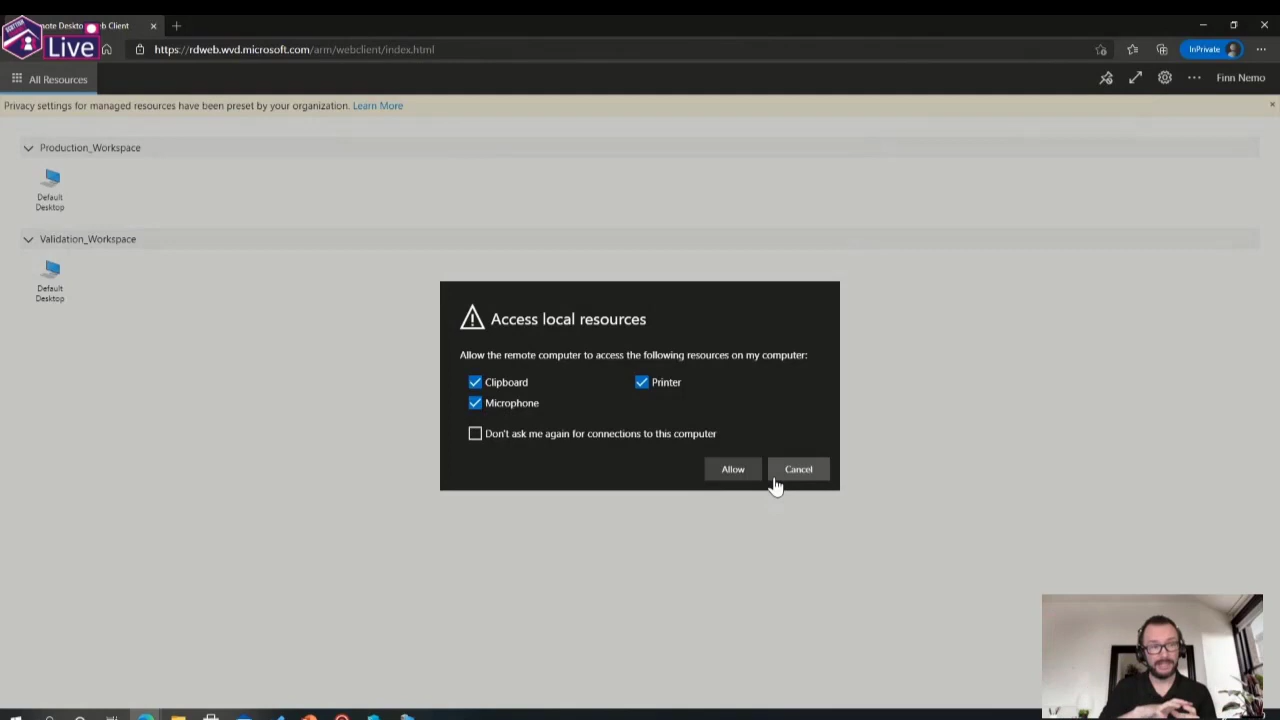 mote Deskto
b Client
Live
https://rdweb.wvd.microsoft.com/arm/webclient/index.html
InPrivate
All Resources
Finn Nemo
Privacy settings for managed resources have been preset by your organization. Learn More
Production_Workspace
Default
Desktop
Validation_Workspace
Default
Desktop
Access local resources
Allow the remote computer to access the following resources on my computer:
Clipboard
Printer
Microphone
Don't ask me again for connections to this computer
Allow
Cancel